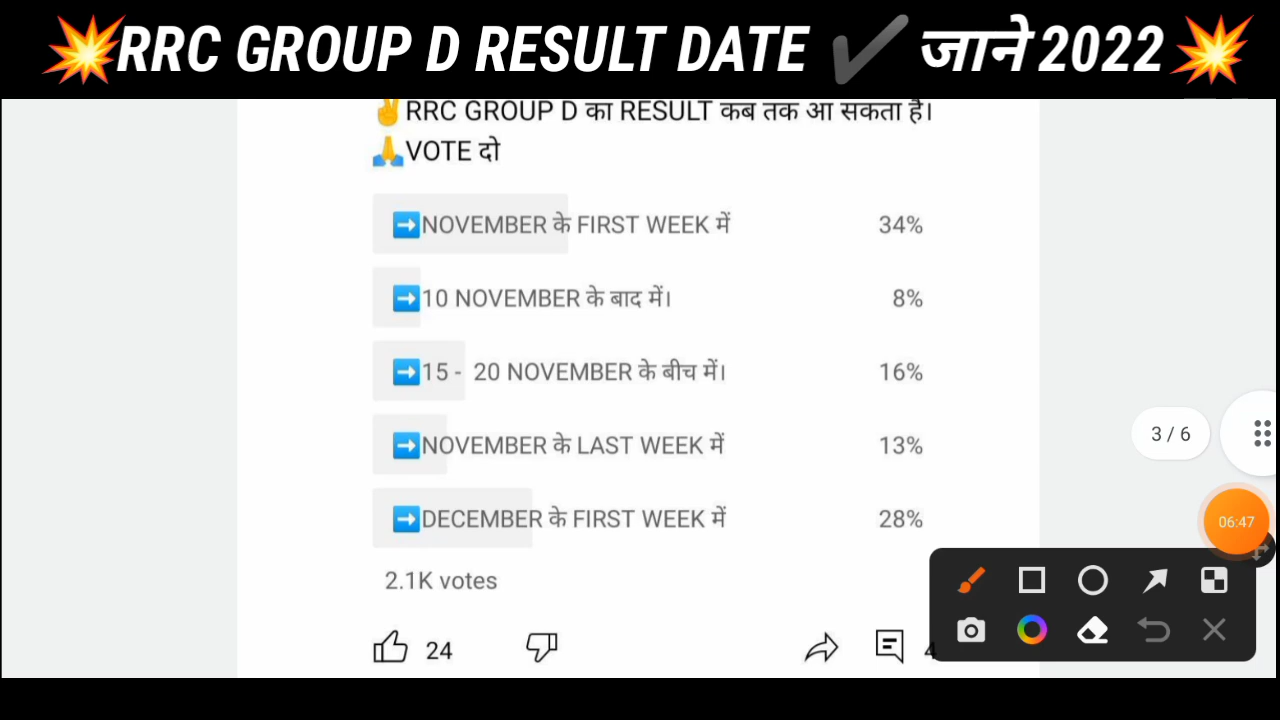 💥RRC GROUP D RESULT DATE ✔ जाने 2022💥
✌RRC GROUP D का RESULT कब तक आ सकता है।
🙏VOTE दो
➡NOVEMBER के FIRST WEEK में 34%
➡10 NOVEMBER के बाद में। 8%
➡15 - 20 NOVEMBER के बीच में। 16%
➡NOVEMBER के LAST WEEK में 13%
➡DECEMBER के FIRST WEEK में 28%
2.1K votes
24
3 / 6
06:47